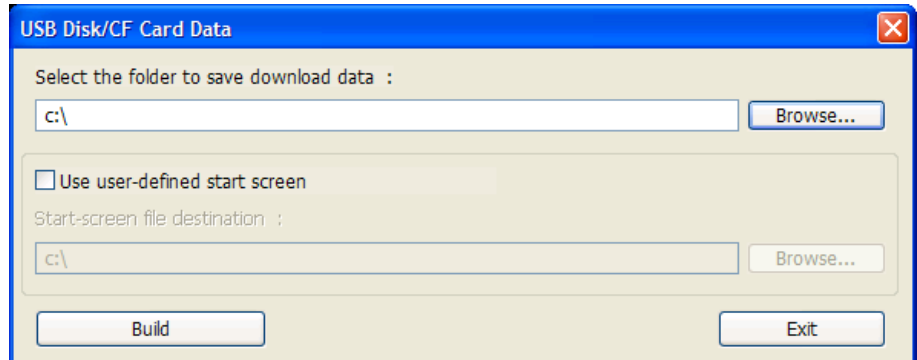 USB Disk/CF Card Data
Select the folder to save download data :
c:\
Browse...
Use user-defined start screen
Start-screen file destination :
c:\
Browse...
Build
Exit